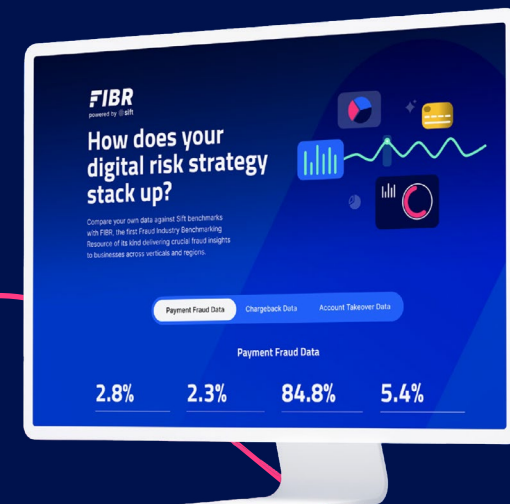 FIBR
powered by sift
How does your
digital risk strategy
stack up?
Compare your own data against Sift benchmarks
with FIBR, the first Fraud Industry Benchmarking
Resource of its kind delivering crucial fraud insights
to businesses across verticals and regions.
Payment Fraud Data Chargeback Data Account Takeover Data
Payment Fraud Data
2.8% 2.3% 84.8% 5.4%